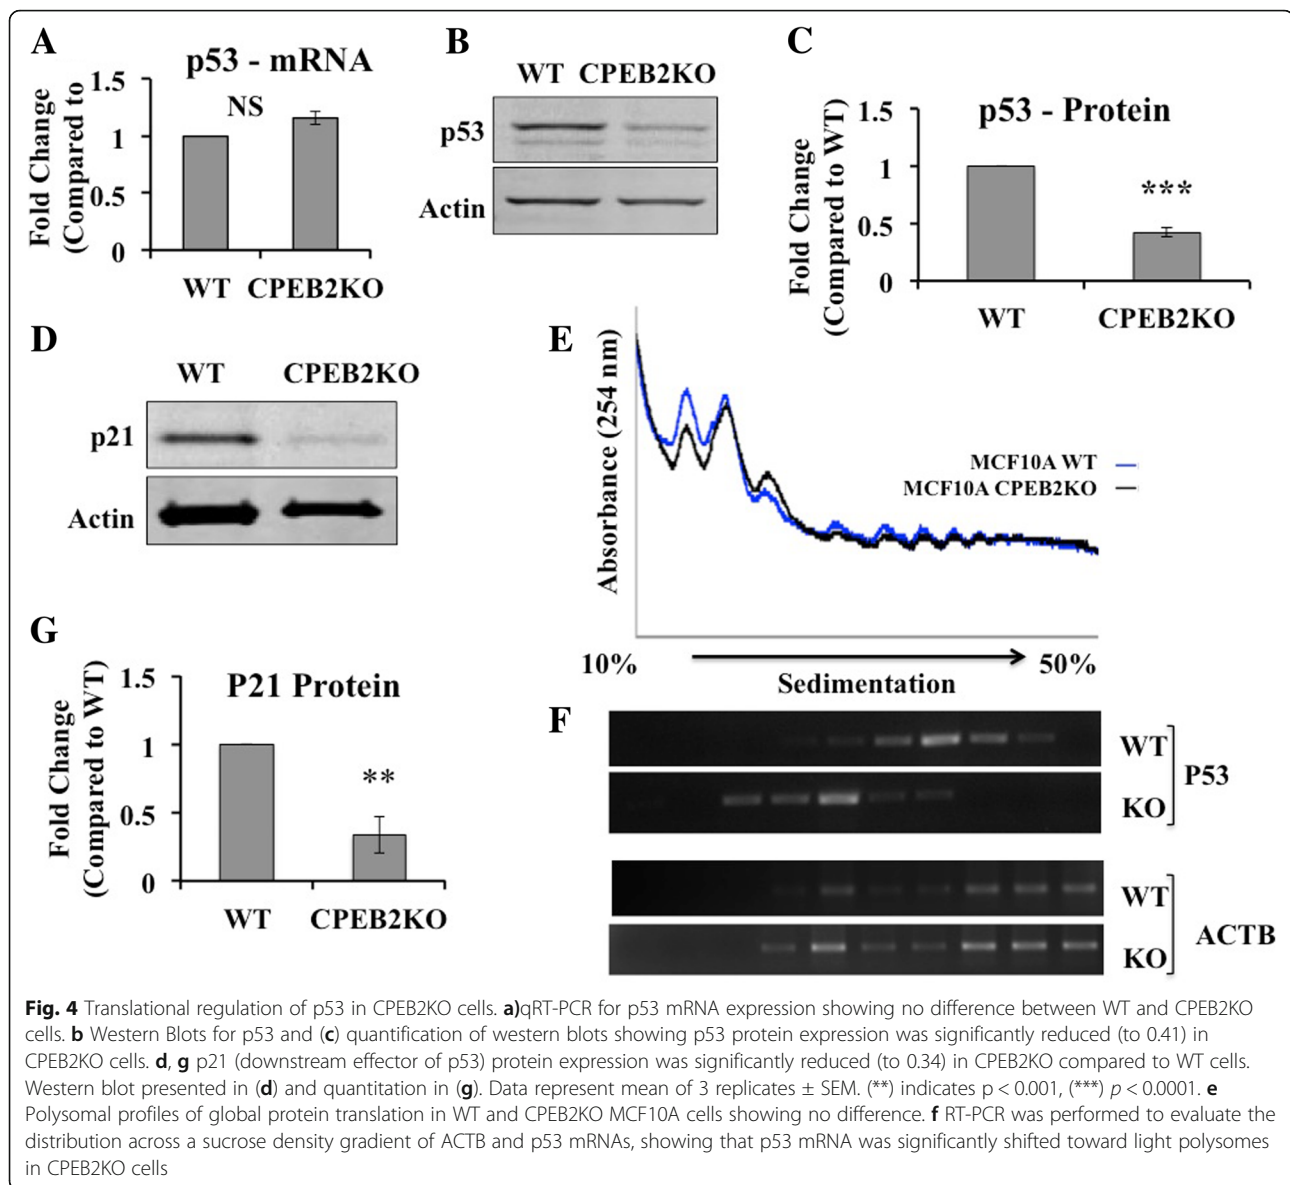 A
p53 - mRNA
Fold Change
(Compared to
1.5
1
0.5
0
NS
WT CPEB2KO
B
WT CPEB2KO
p53
Actin
C
p53 - Protein
Fold Change
(Compared to WT)
1.5
1
0.5
0
***
WT CPEB2KO
D
WT CPEB2KO
p21
Actin
E
Absorbance (254 nm)
MCF10A WT
MCF10A CPEB2KO
10% 50%
Sedimentation
G
P21 Protein
Fold Change
(Compared to WT)
1.5
1
0.5
0
**
WT CPEB2KO
F
WT
KO
P53
WT
KO
ACTB
Fig. 4 Translational regulation of p53 in CPEB2KO cells. a)qRT-PCR for p53 mRNA expression showing no difference between WT and CPEB2KO
cells. b Western Blots for p53 and (c) quantification of western blots showing p53 protein expression was significantly reduced (to 0.41) in
CPEB2KO cells. d, g p21 (downstream effector of p53) protein expression was significantly reduced (to 0.34) in CPEB2KO compared to WT cells.
Western blot presented in (d) and quantitation in (g). Data represent mean of 3 replicates ± SEM. (**) indicates p < 0.001, (***) p < 0.0001. e
Polysomal profiles of global protein translation in WT and CPEB2KO MCF10A cells showing no difference. f RT-PCR was performed to evaluate the
distribution across a sucrose density gradient of ACTB and p53 mRNAs, showing that p53 mRNA was significantly shifted toward light polysomes
in CPEB2KO cells